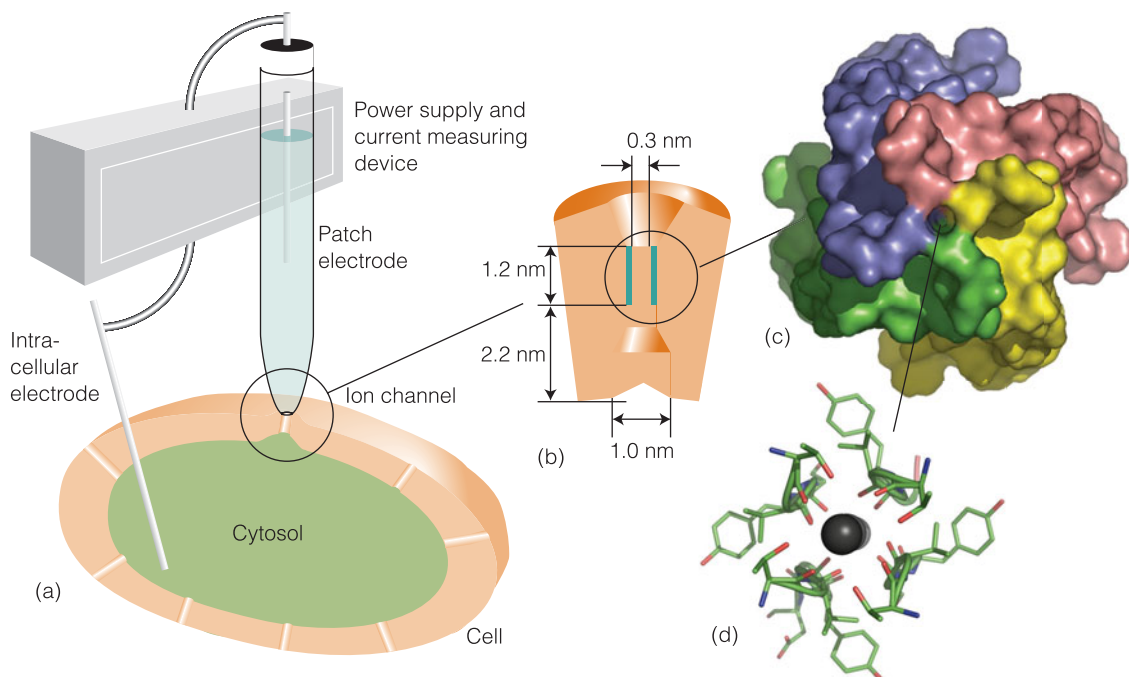 Power supply and
current measuring
device
Patch
electrode
Intra-
cellular
electrode
Ion channel
Cytosol
Cell
(a)
0.3 nm
1.2 nm
2.2 nm
1.0 nm
(b)
(c)
(d)